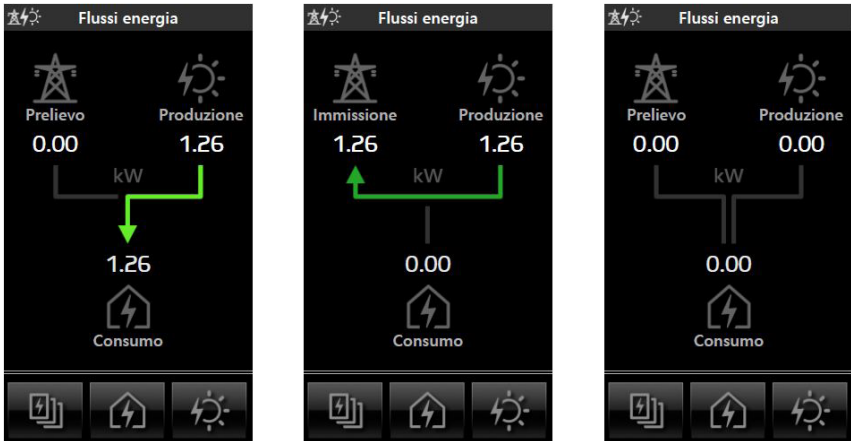 Flussi energia
Prelievo Produzione
0.00 1.26
kW
1.26
Consumo
Flussi energia
Immissione Produzione
1.26 1.26
kW
0.00
Consumo
Flussi energia
Prelievo Produzione
0.00 0.00
kW
0.00
Consumo